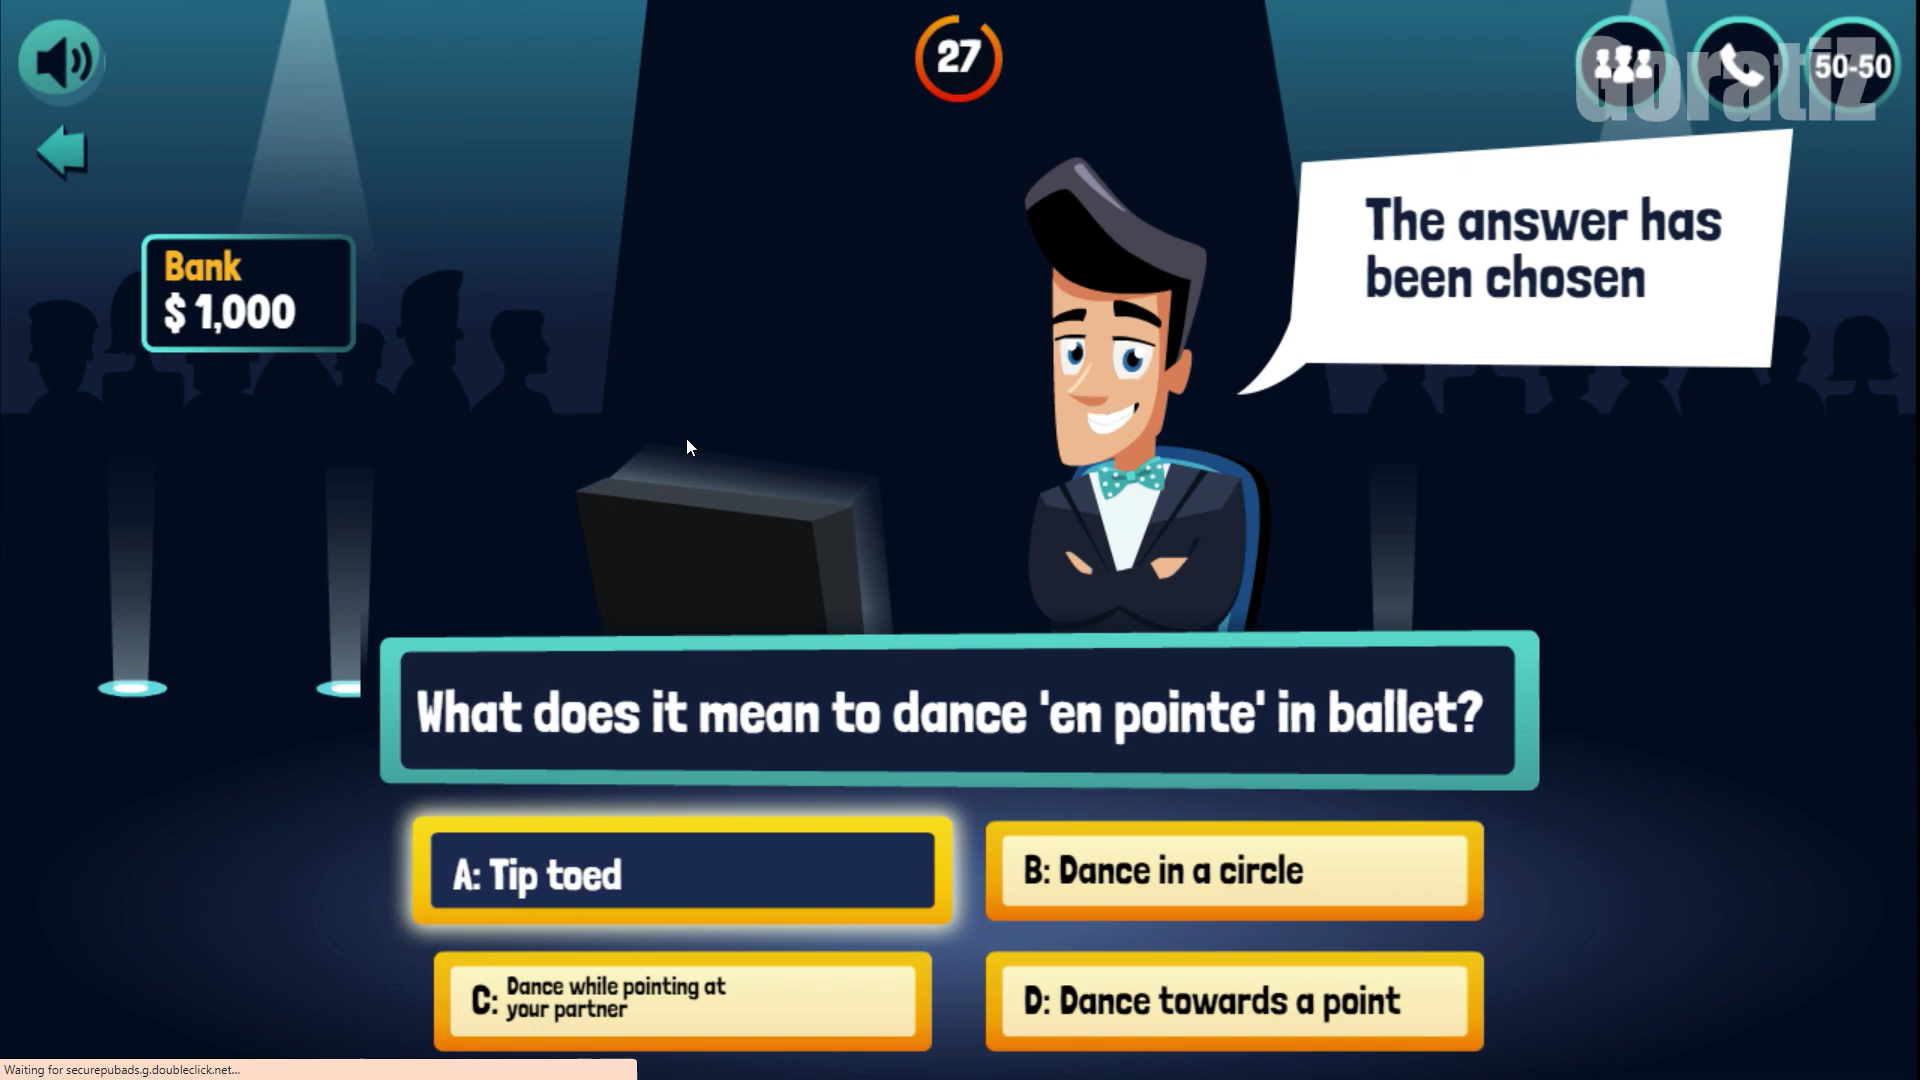 27
GoratiZ
50-50
The answer has
been chosen
Bank
$ 1,000
What does it mean to dance 'en pointe' in ballet?
A: Tip toed
B: Dance in a circle
C: Dance while pointing at
your partner
D: Dance towards a point
Waiting for securepubads.g.doubleclick.net...